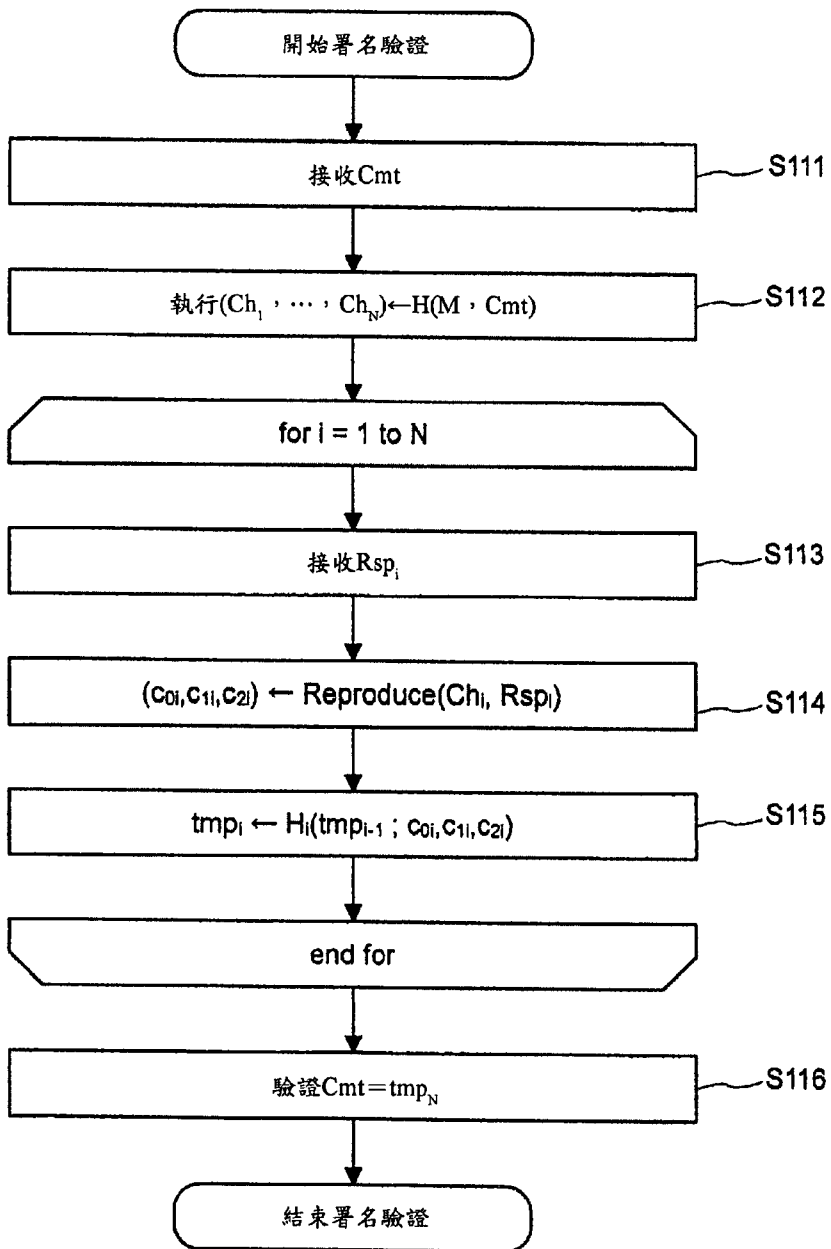 開始署名驗證
接收Cmt
S111
執行(Ch₁,⋯,Ch_N)←H(M,Cmt)
S112
for i = 1 to N
接收Rspᵢ
S113
(c₀ᵢ,c₁ᵢ,c₂ᵢ) ← Reproduce(Chᵢ, Rspᵢ)
S114
tmpᵢ ← Hᵢ(tmpᵢ₋₁ ; c₀ᵢ,c₁ᵢ,c₂ᵢ)
S115
end for
驗證Cmt=tmp_N
S116
結束署名驗證